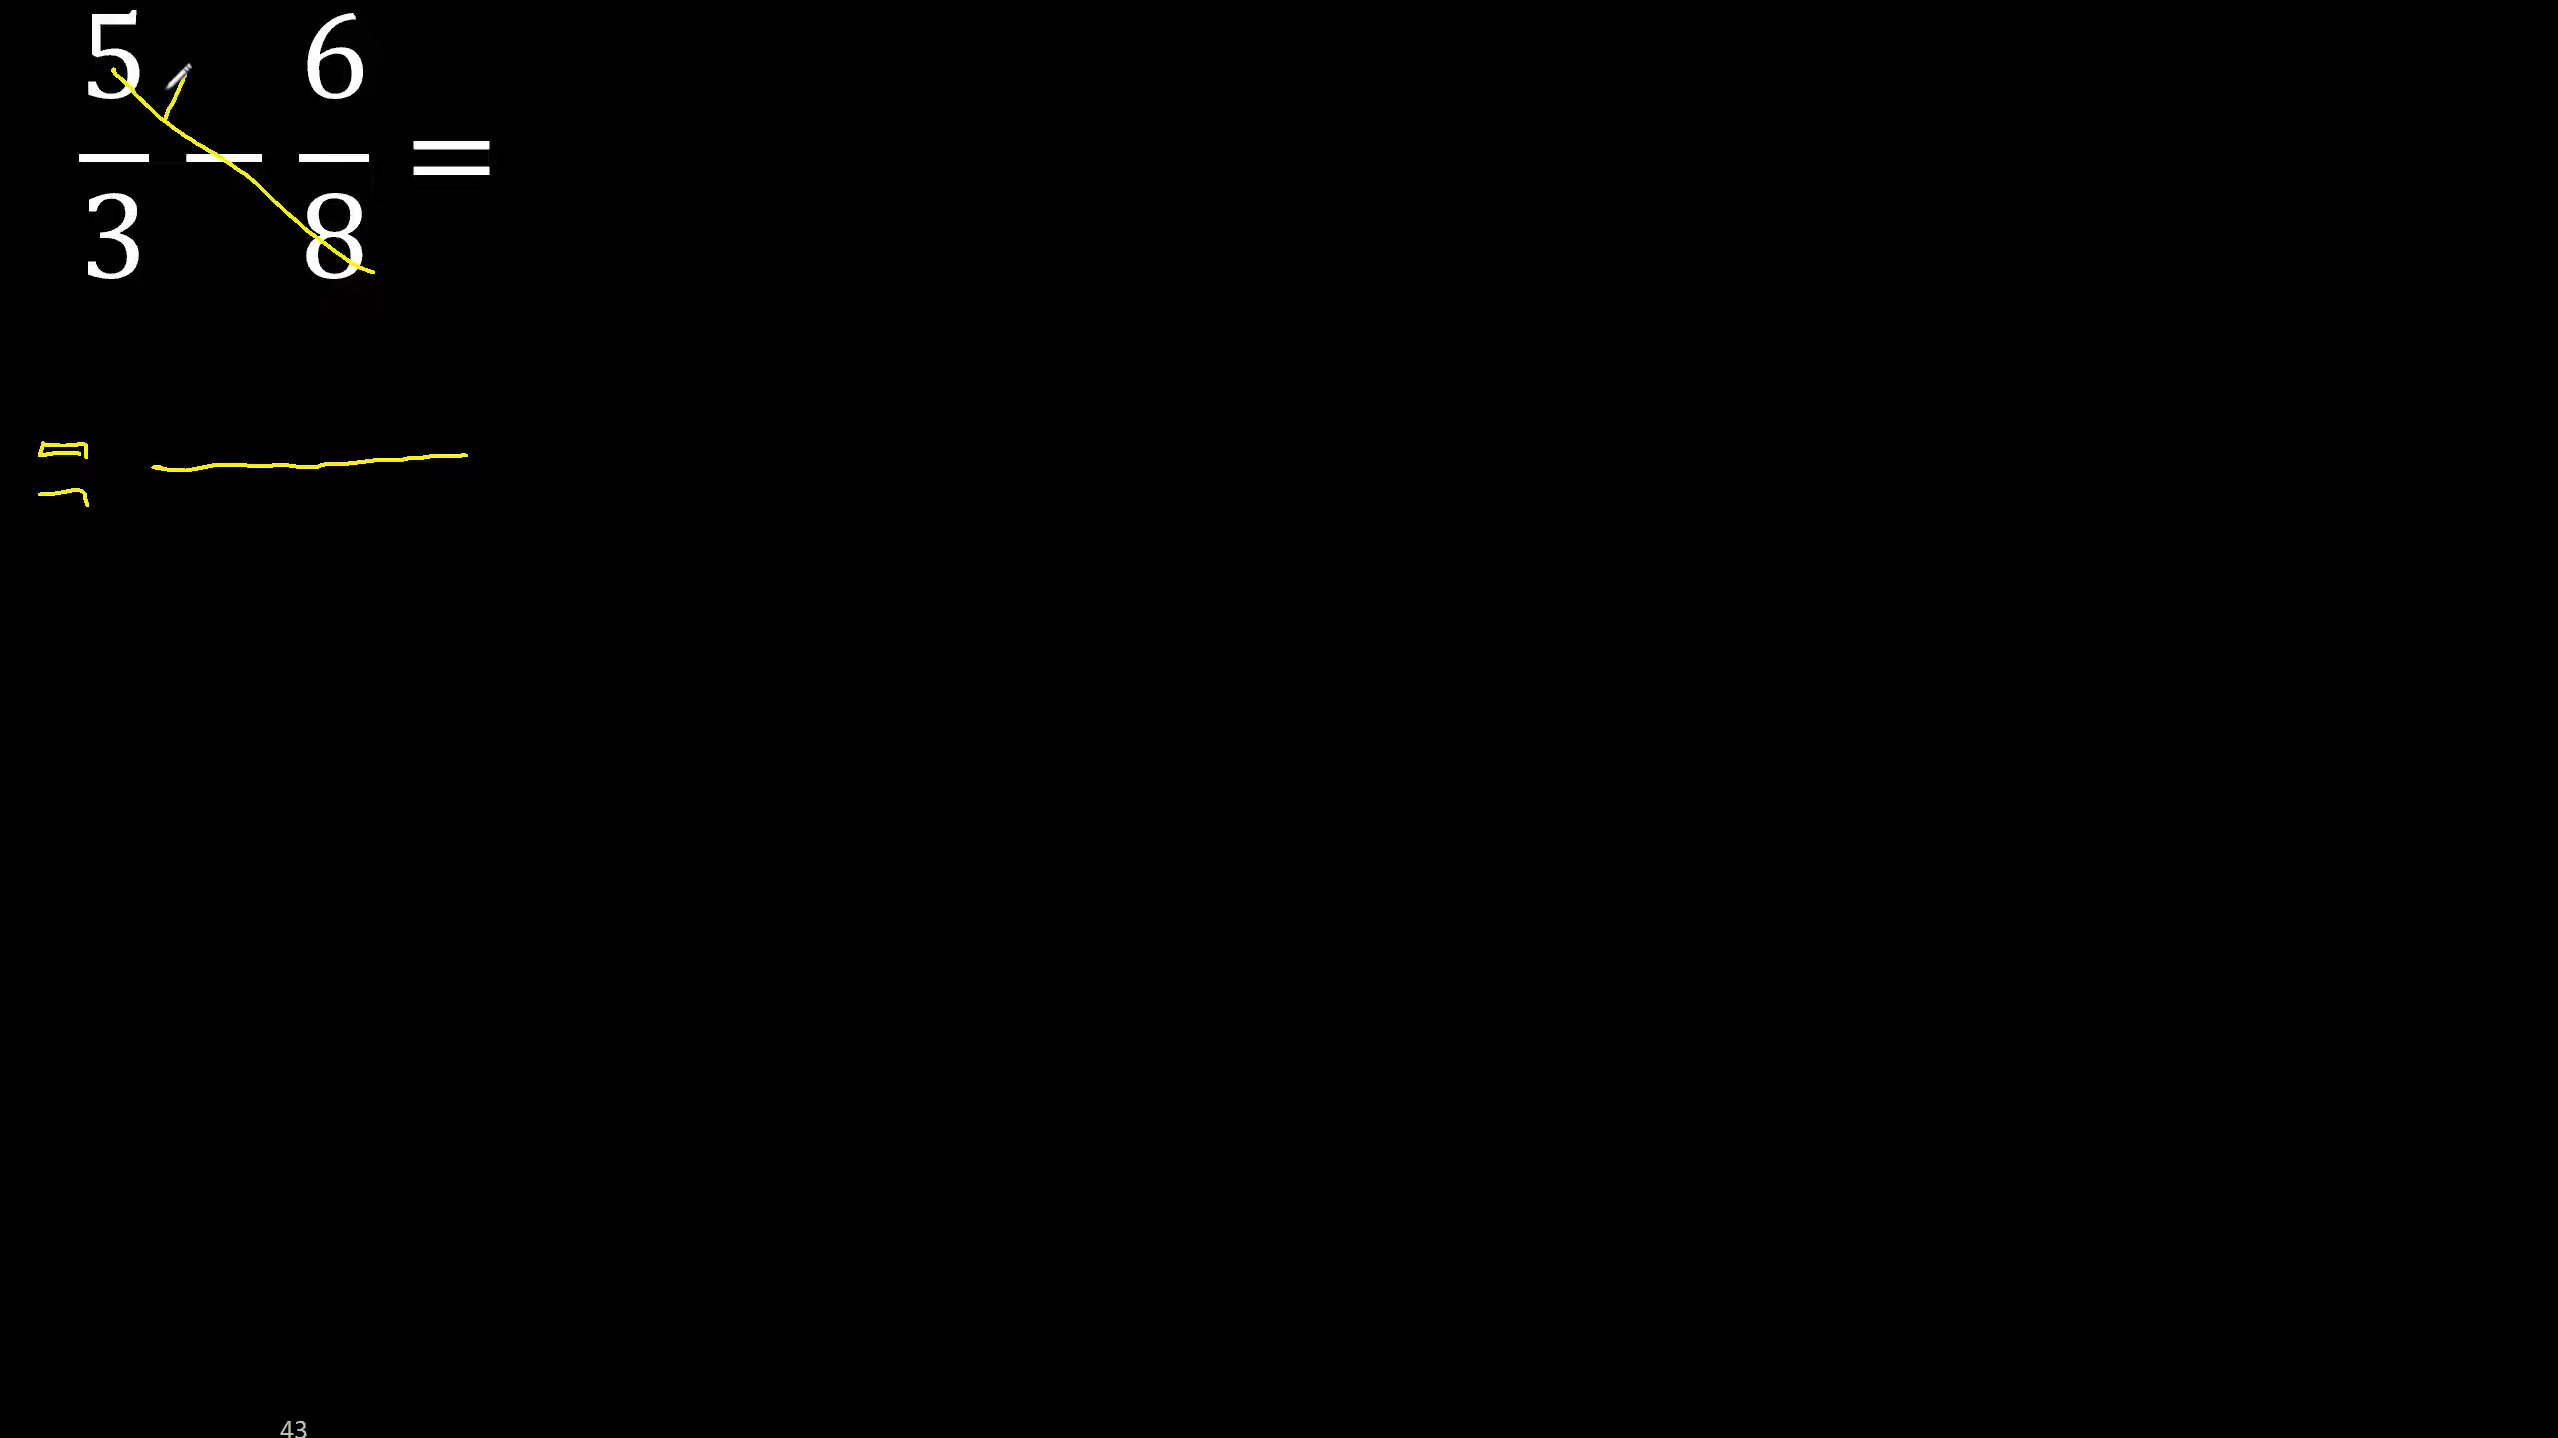 5 6
— — — =
3 8
= —
43